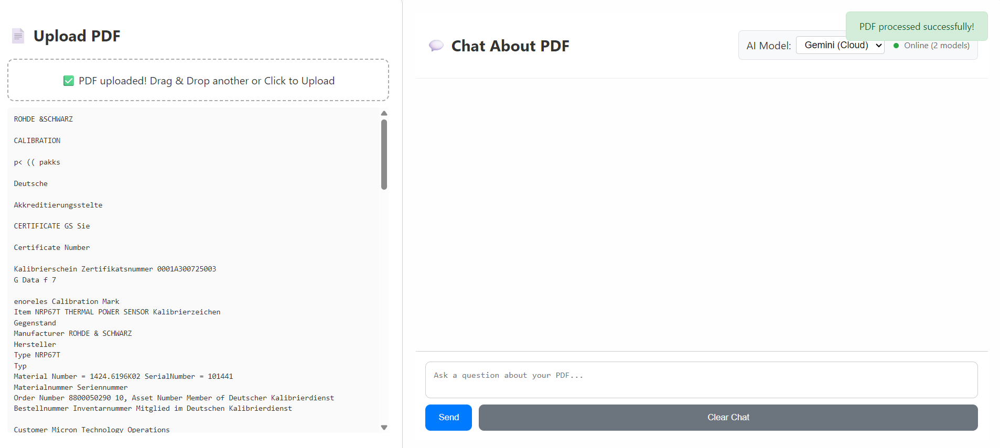 Upload PDF
PDF uploaded! Drag & Drop another or Click to Upload
ROHDE &SCHWARZ
CALIBRATION
p< (( pakks
Deutsche
Akkreditierungsstelte
CERTIFICATE GS Sie
Certificate Number
Kalibrierschein Zertifikatsnummer 0001A300725003
G Data f 7
enoreles Calibration Mark
Item NRP67T THERMAL POWER SENSOR Kalibrierzeichen
Gegenstand
Manufacturer ROHDE & SCHWARZ
Hersteller
Type NRP67T
Typ
Material Number = 1424.6196K02 SerialNumber = 101441
Materialnummer Seriennummer
Order Number 8800050290 10, Asset Number Member of Deutscher Kalibrierdienst
Bestellnummer Inventarnummer Mitglied im Deutschen Kalibrierdienst
Customer Micron Technology Operations
PDF processed successfully!
Chat About PDF
AI Model: Gemini (Cloud) Online (2 models)
Ask a question about your PDF...
Send
Clear Chat